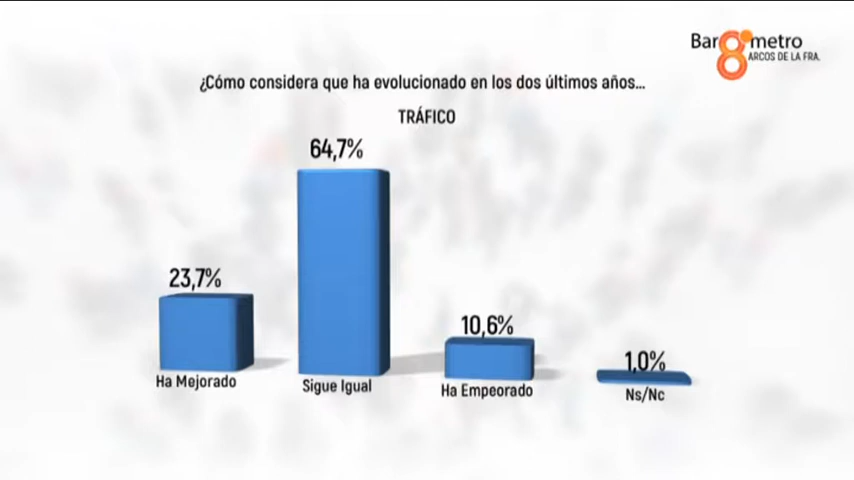 Bar8metro
ARCOS DE LA FRA.
¿Cómo considera que ha evolucionado en los dos últimos años...
TRÁFICO
64,7%
23,7%
10,6%
1,0%
Ha Mejorado
Sigue Igual
Ha Empeorado
Ns/Nc